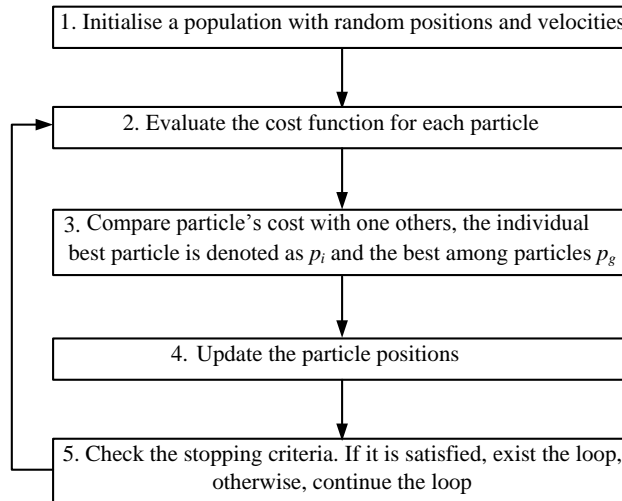 1. Initialise a population with random positions and velocities
2. Evaluate the cost function for each particle
3. Compare particle’s cost with one others, the individual
best particle is denoted as pi and the best among particles pg
4. Update the particle positions
5. Check the stopping criteria. If it is satisfied, exist the loop,
otherwise, continue the loop